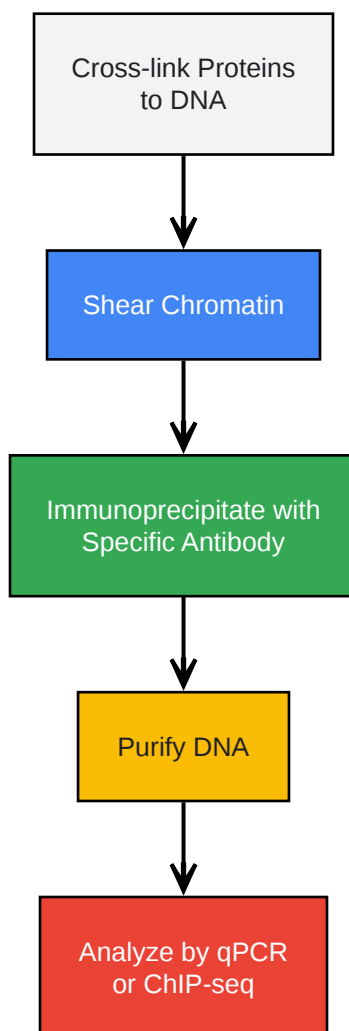 Cross-link Proteins
to DNA
Shear Chromatin
Immunoprecipitate with
Specific Antibody
Purify DNA
Analyze by qPCR
or ChIP-seq